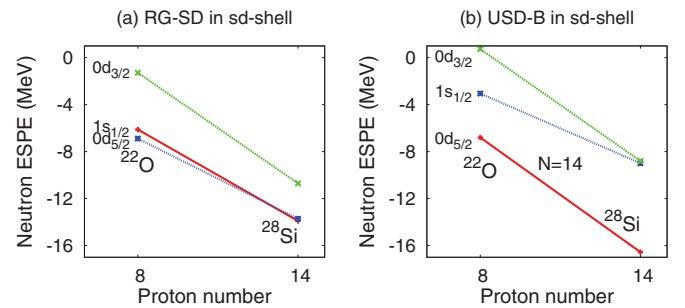 (a) RG-SD in sd-shell
Neutron ESPE (MeV)
0
-4
-8
-12
-16
0d3/2
1s1/2
0d5/2
22O
28Si
8
14
Proton number
(b) USD-B in sd-shell
Neutron ESPE (MeV)
0
-4
-8
-12
-16
0d3/2
1s1/2
0d5/2
22O
N=14
28Si
8
14
Proton number